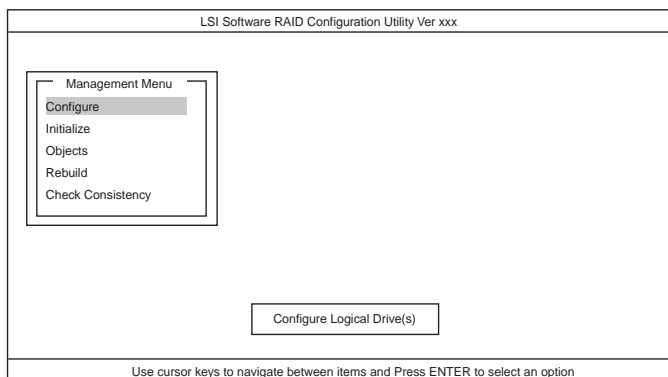 LSI Software RAID Configuration Utility Ver xxx
Management Menu
Configure
Initialize
Objects
Rebuild
Check Consistency
Configure Logical Drive(s)
Use cursor keys to navigate between items and Press ENTER to select an option